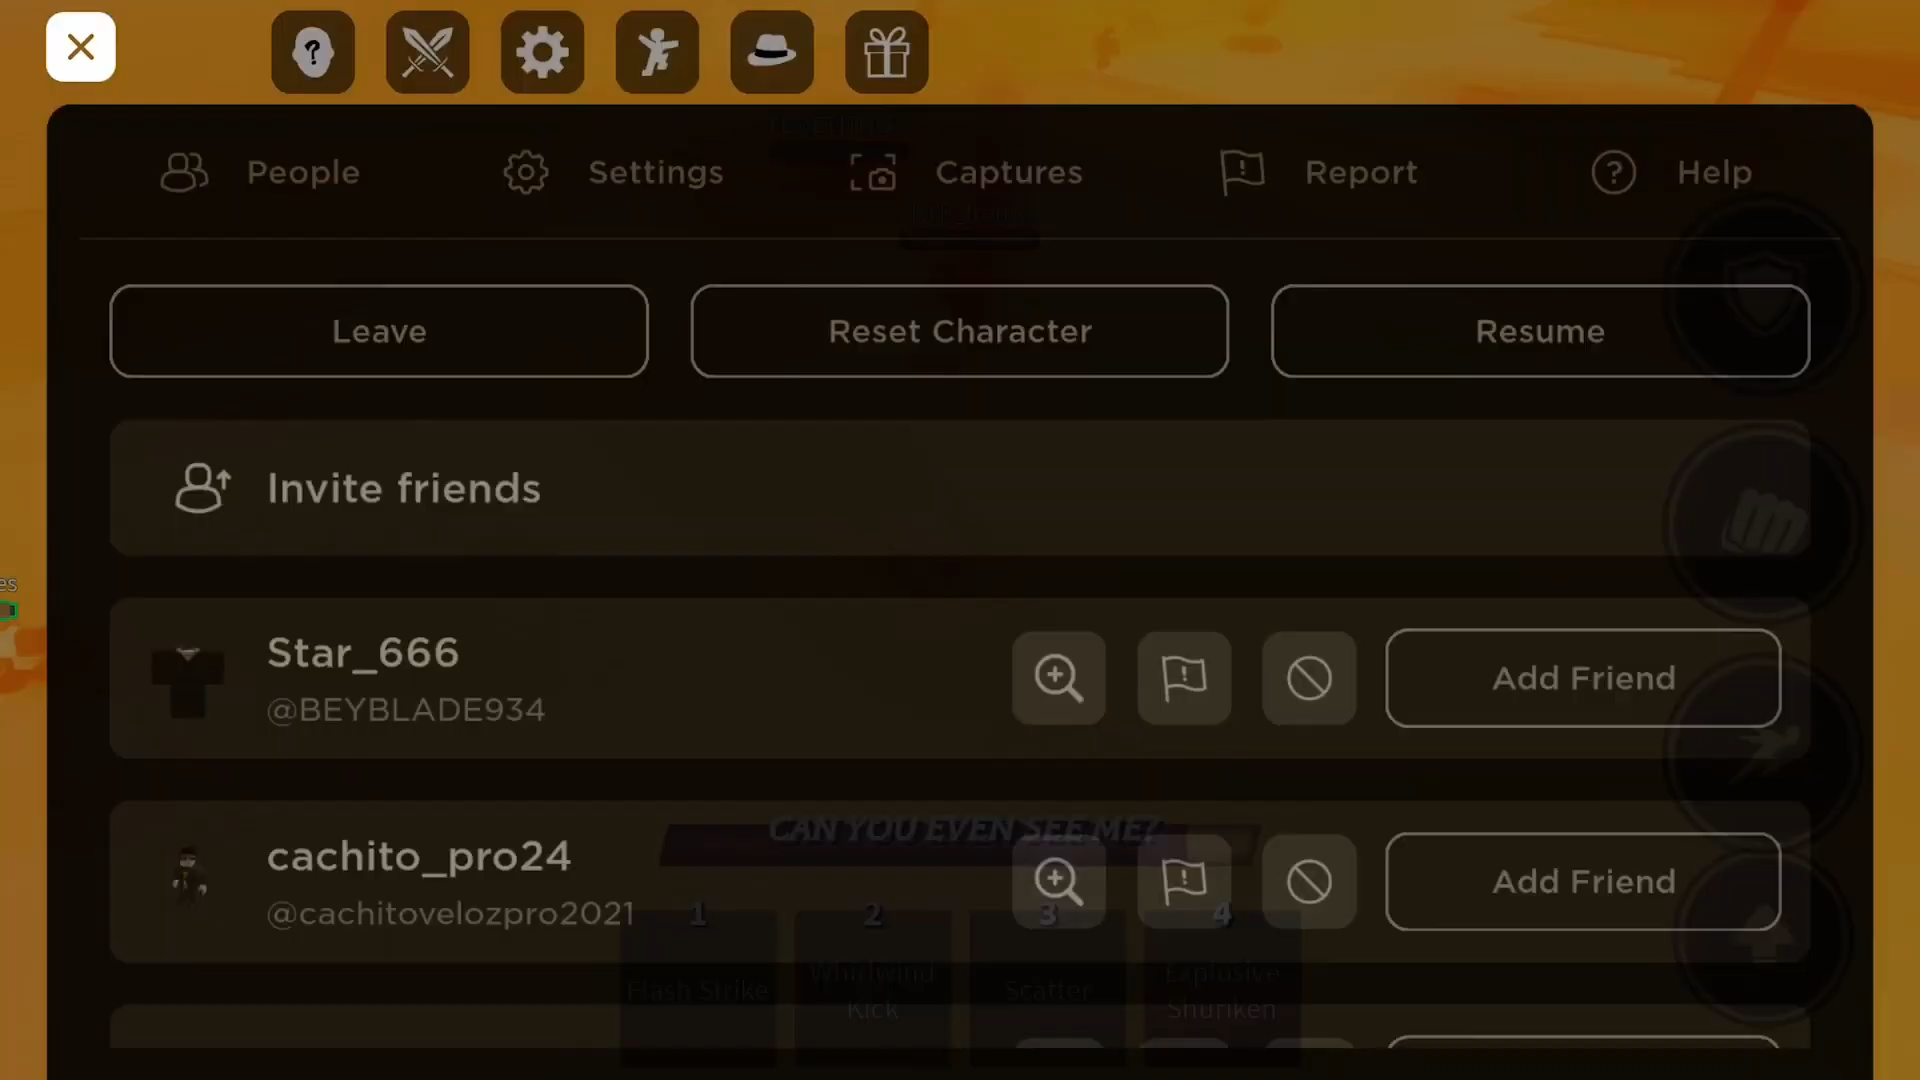 People
Settings
Captures
Report
Help
Leave
Reset Character
Resume
Invite friends
es
Star_666
@BEYBLADE934
Add Friend
CAN YOU EVEN SEE ME?
cachito_pro24
@cachitovelozpro2021
Add Friend
1
2
3
4
Flash Strike
Whirlwind
Kick
Scatter
Explosive
Shuriken